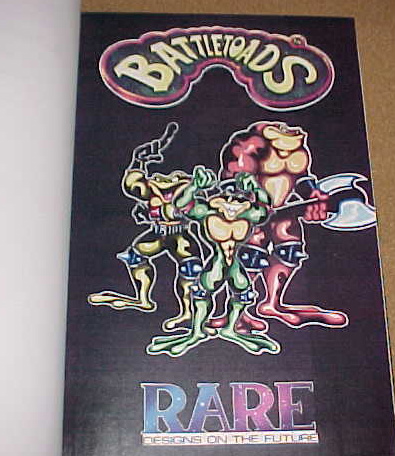 BATTLETOADS
RARE
DESIGNS ON THE FUTURE